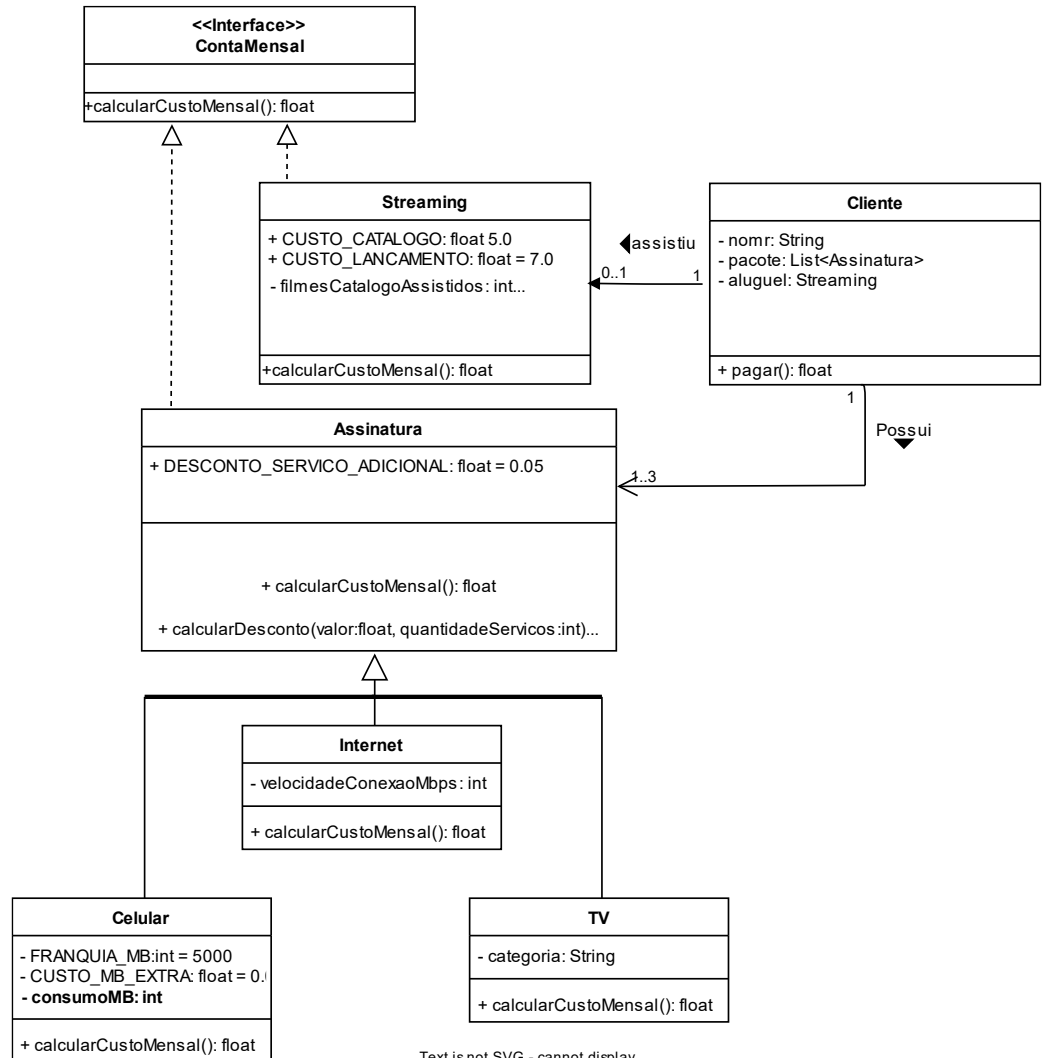 <<Interface>>
ContaMensal
+calcularCustoMensal(): float
Streaming
+ CUSTO_CATALOGO: float 5.0
+ CUSTO_LANCAMENTO: float = 7.0
- filmesCatalogoAssistidos: int...
+calcularCustoMensal(): float
assistiu
0..1
1
Cliente
- nomr: String
- pacote: List<Assinatura>
- aluguel: Streaming
+ pagar(): float
1
Possui
1..3
Assinatura
+ DESCONTO_SERVICO_ADICIONAL: float = 0.05
+ calcularCustoMensal(): float
+ calcularDesconto(valor:float, quantidadeServicos:int)...
Internet
- velocidadeConexaoMbps: int
+ calcularCustoMensal(): float
Celular
- FRANQUIA_MB:int = 5000
- CUSTO_MB_EXTRA: float = 0.
- consumoMB: int
+ calcularCustoMensal(): float
TV
- categoria: String
+ calcularCustoMensal(): float
Text is not SVG - cannot display